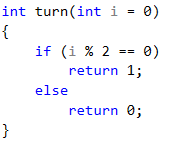 int turn(int i = 0)
{
    if (i % 2 == 0)
        return 1;
    else
        return 0;
}